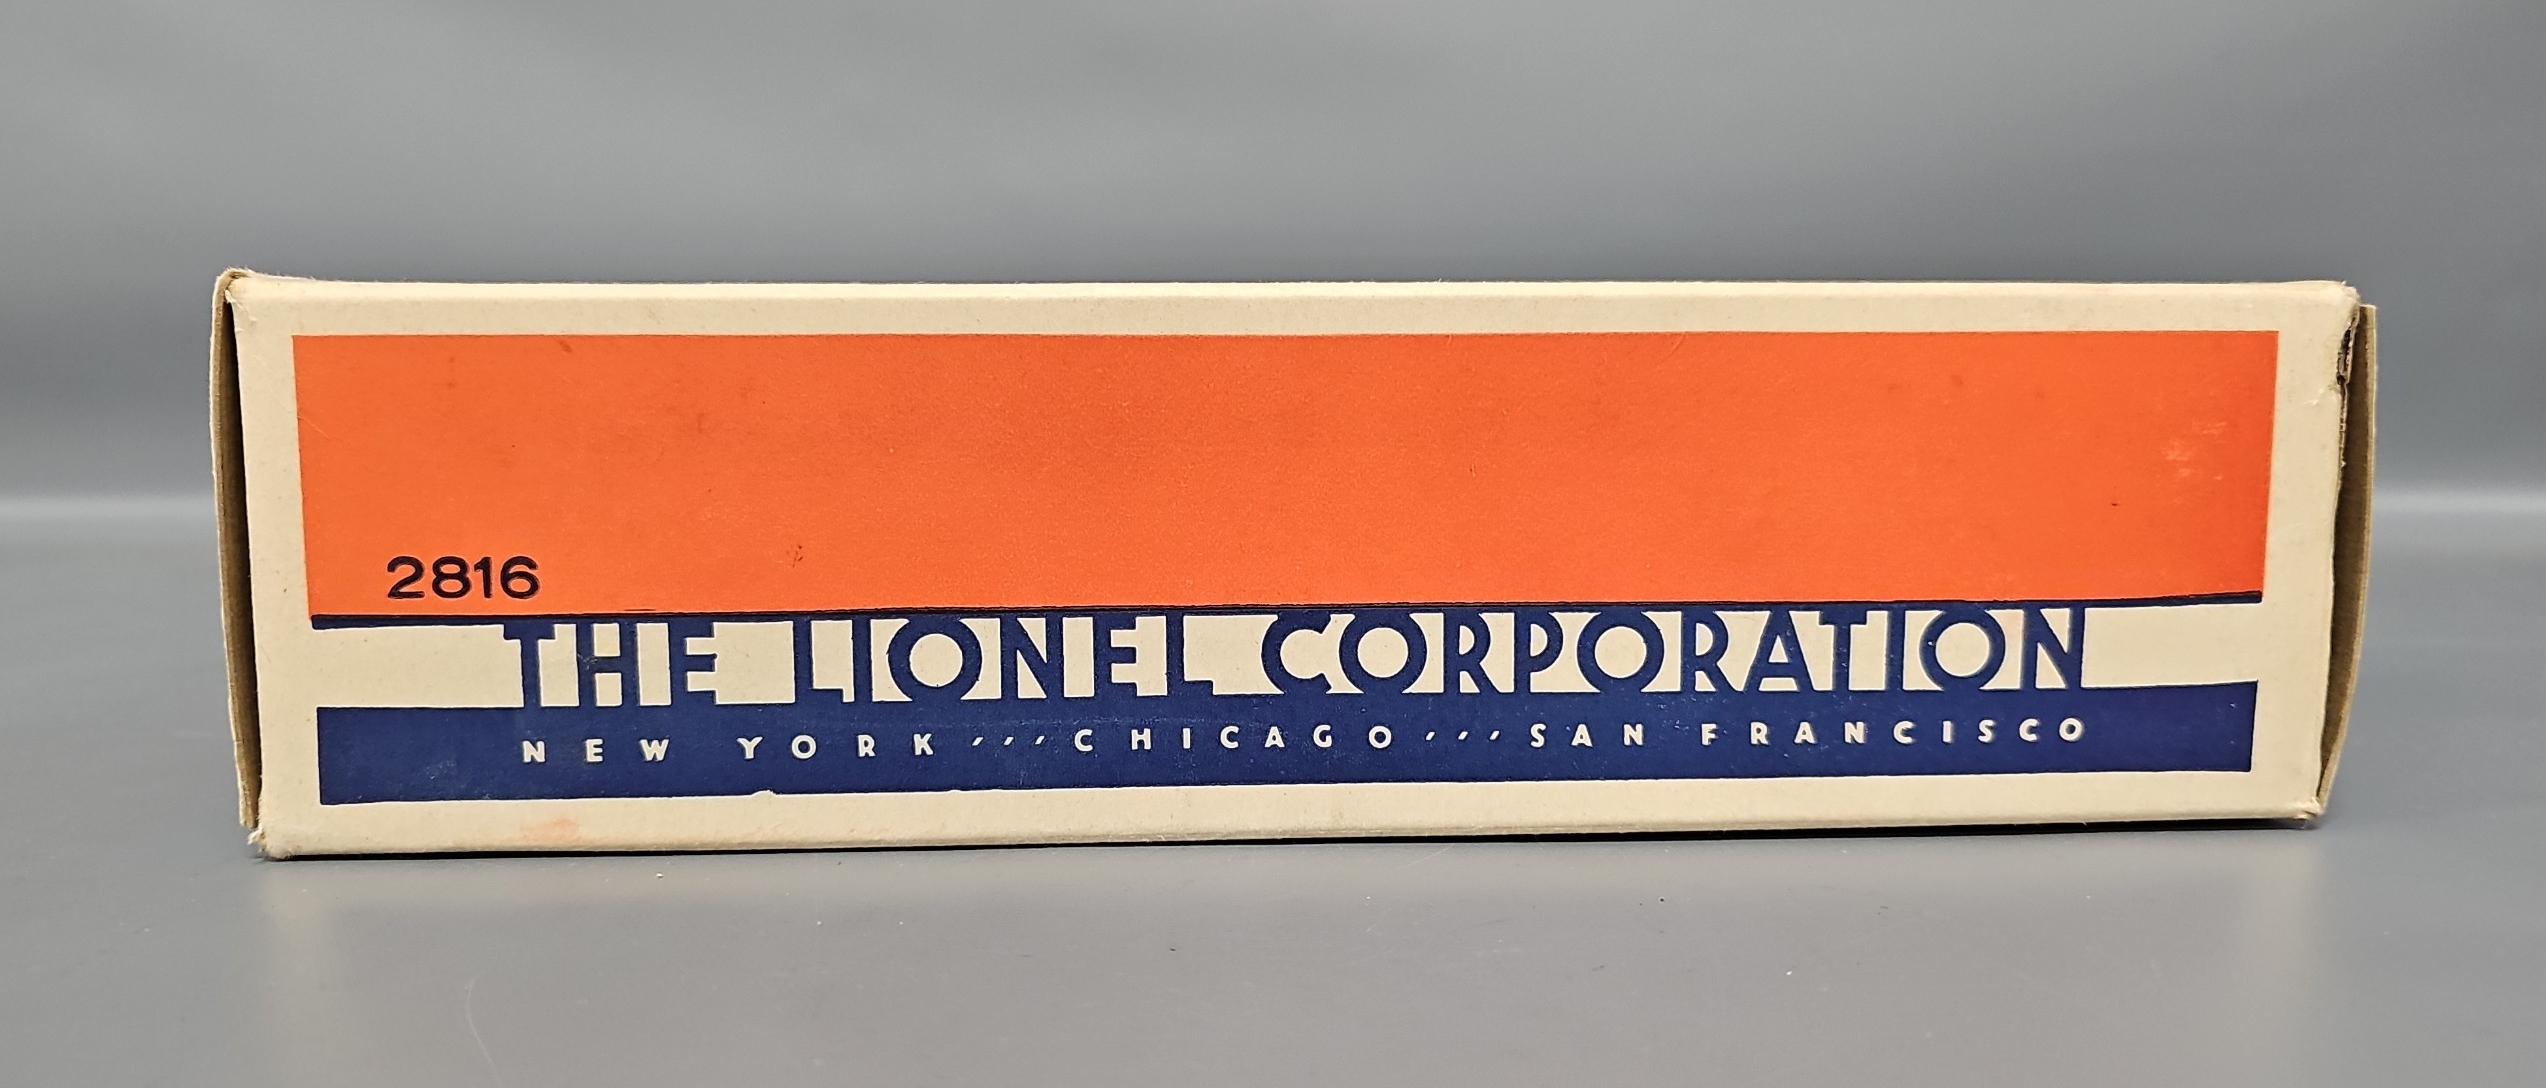 2816
THE LIONEL CORPORATION
NEW YORK ׳׳׳ CHICAGO ׳׳׳ SAN FRANCISCO